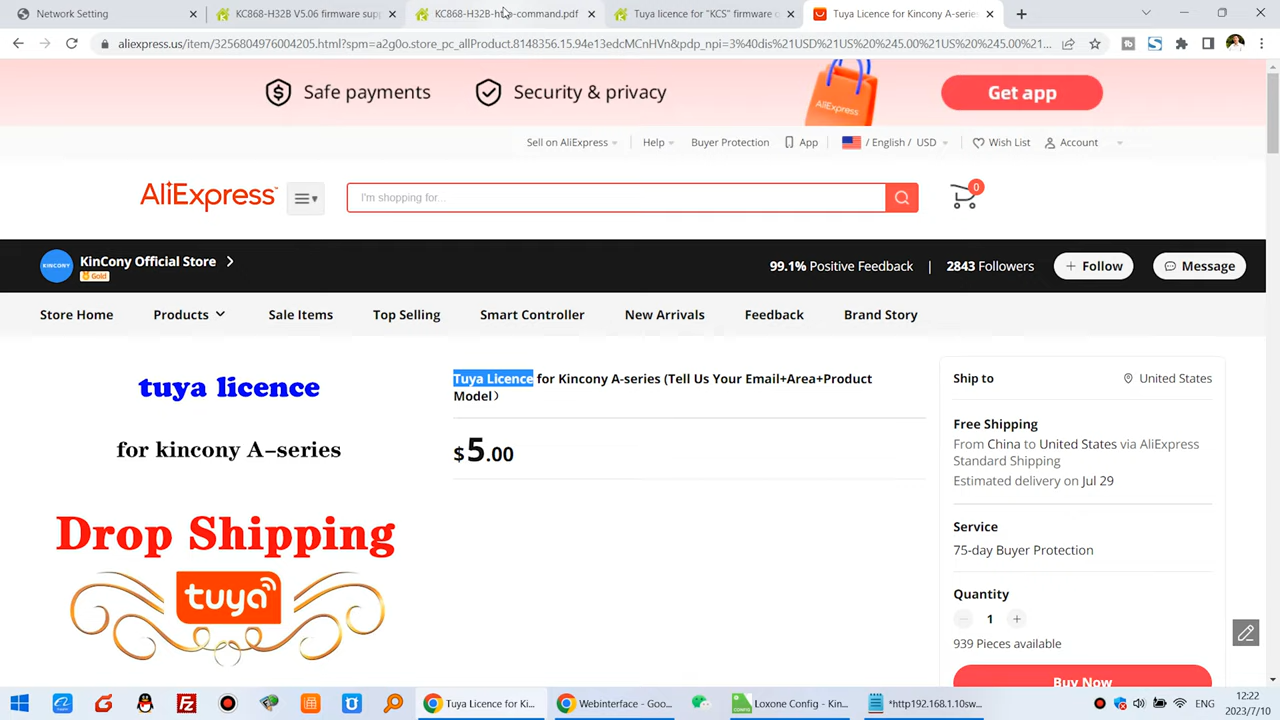 Network Setting
KC868-H32B V5.06 firmware sup
KC868-H32B-http-command.pdf
Tuya licence for "KCS" firmware
Tuya Licence for Kincony A-serie
aliexpress.us/item/3256804976004205.html?spm=a2g0o.store_pc_allProduct.8148356.15.94e13edcMCnHVn&pdp_npi=3%40dis%21USD%21US%20%245.00%21US%20%245.00%21...
Safe payments
Security & privacy
AliExpress
Get app
Sell on AliExpress
Help
Buyer Protection
App
/ English / USD
Wish List
Account
AliExpress
I'm shopping for...
0
KINCONY
KinCony Official Store
Gold
99.1% Positive Feedback | 2843 Followers
+ Follow
Message
Store Home
Products
Sale Items
Top Selling
Smart Controller
New Arrivals
Feedback
Brand Story
tuya licence
for kincony A-series
Drop Shipping
tuya
Tuya Licence for Kincony A-series (Tell Us Your Email+Area+Product
Model)
$5.00
Ship to
United States
Free Shipping
From China to United States via AliExpress
Standard Shipping
Estimated delivery on Jul 29
Service
75-day Buyer Protection
Quantity
1
939 Pieces available
Buy Now
Tuya Licence for Ki...
Webinterface - Goo...
Loxone Config - Kin...
*http192.168.1.10sw...
ENG
12:22
2023/7/10